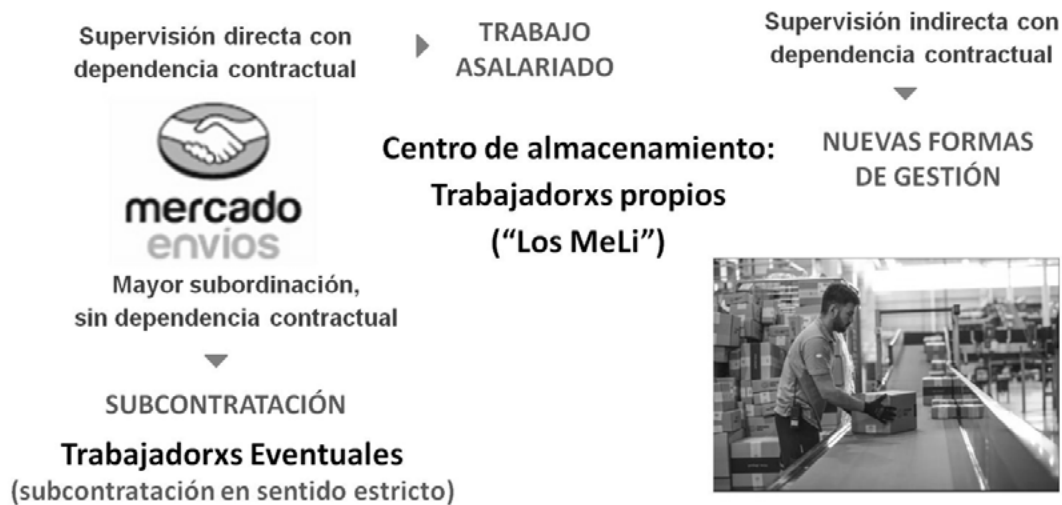 Supervisión directa con
dependencia contractual
TRABAJO
ASALARIADO
Supervisión indirecta con
dependencia contractual
NUEVAS FORMAS
DE GESTIÓN
Centro de almacenamiento:
Trabajadorxs propios
(“Los MeLi”)
mercado
envios
Mayor subordinación,
sin dependencia contractual
SUBCONTRATACIÓN
Trabajadorxs Eventuales
(subcontratación en sentido estricto)